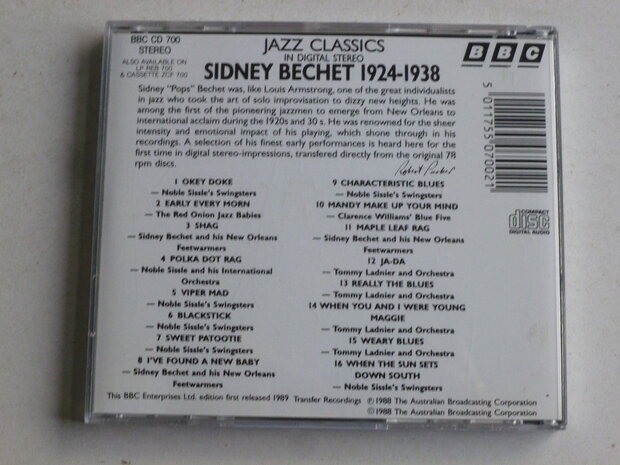 BBC CD 700
STEREO
ALSO AVAILABLE ON
LP REB 700
& CASSETTE ZCF 700
JAZZ CLASSICS
IN DIGITAL STEREO
SIDNEY BECHET 1924-1938
BBC
Sidney "Pops" Bechet was, like Louis Armstrong, one of the great individualists
in jazz who took the art of solo improvisation to dizzy new heights. He was
among the first of the pioneering jazzmen to emerge from New Orleans to
international acclaim during the 1920s and 30 s. He was renowned for the sheer
intensity and emotional impact of his playing, which shone through in his
recordings. A selection of his finest early performances is heard here for the
first time in digital stereo-impressions, transferred directly from the original 78
rpm discs.
Robert Parker
5 011755 070021
COMPACT
disc
DIGITAL AUDIO
1 OKEY DOKE
— Noble Sissle's Swingsters
2 EARLY EVERY MORN
— The Red Onion Jazz Babies
3 SHAG
— Sidney Bechet and his New Orleans
Feetwarmers
4 POLKA DOT RAG
— Noble Sissle and his International
Orchestra
5 VIPER MAD
— Noble Sissle's Swingsters
6 BLACKSTICK
— Noble Sissle's Swingsters
7 SWEET PATOOTIE
— Noble Sissle's Swingsters
8 I'VE FOUND A NEW BABY
— Sidney Bechet and his New Orleans
Feetwarmers
9 CHARACTERISTIC BLUES
— Noble Sissle's Swingsters
10 MANDY MAKE UP YOUR MIND
— Clarence Williams' Blue Five
11 MAPLE LEAF RAG
— Sidney Bechet and his New Orleans
Feetwarmers
12 JA-DA
— Tommy Ladnier and Orchestra
13 REALLY THE BLUES
— Tommy Ladnier and Orchestra
14 WHEN YOU AND I WERE YOUNG
MAGGIE
— Tommy Ladnier and Orchestra
15 WEARY BLUES
— Tommy Ladnier and Orchestra
16 WHEN THE SUN SETS
DOWN SOUTH
— Noble Sissle's Swingsters
This BBC Enterprises Ltd. edition first released 1989 Transfer Recordings ℗ 1988 The Australian Broadcasting Corporation
© 1988 The Australian Broadcasting Corporation